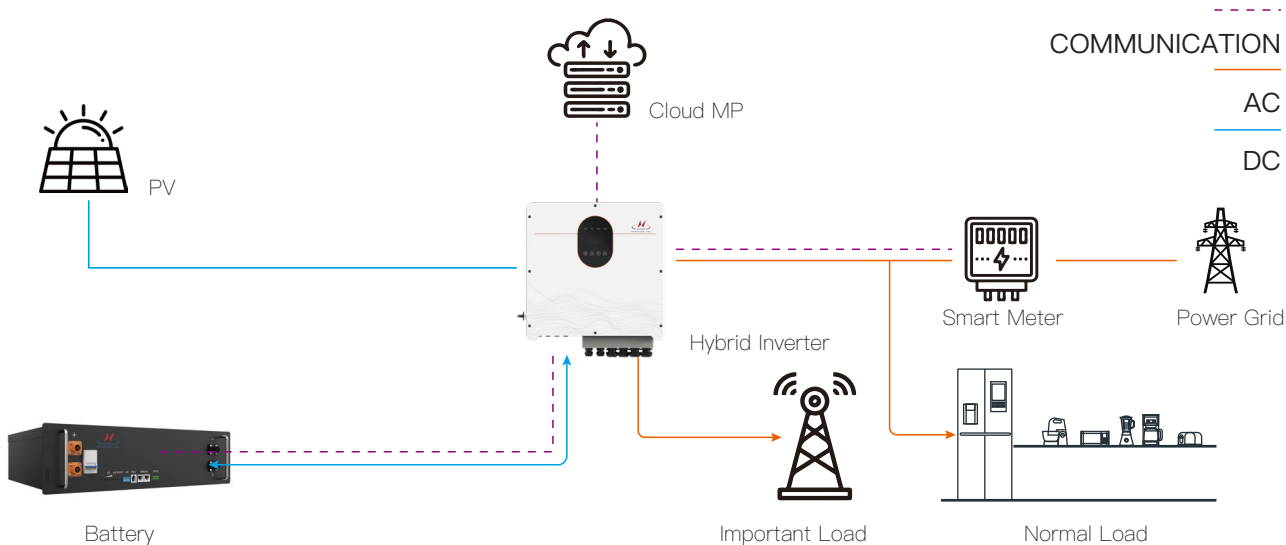 COMMUNICATION
AC
DC
Cloud MP
PV
Smart Meter
Power Grid
Hybrid Inverter
Battery
Important Load
Normal Load